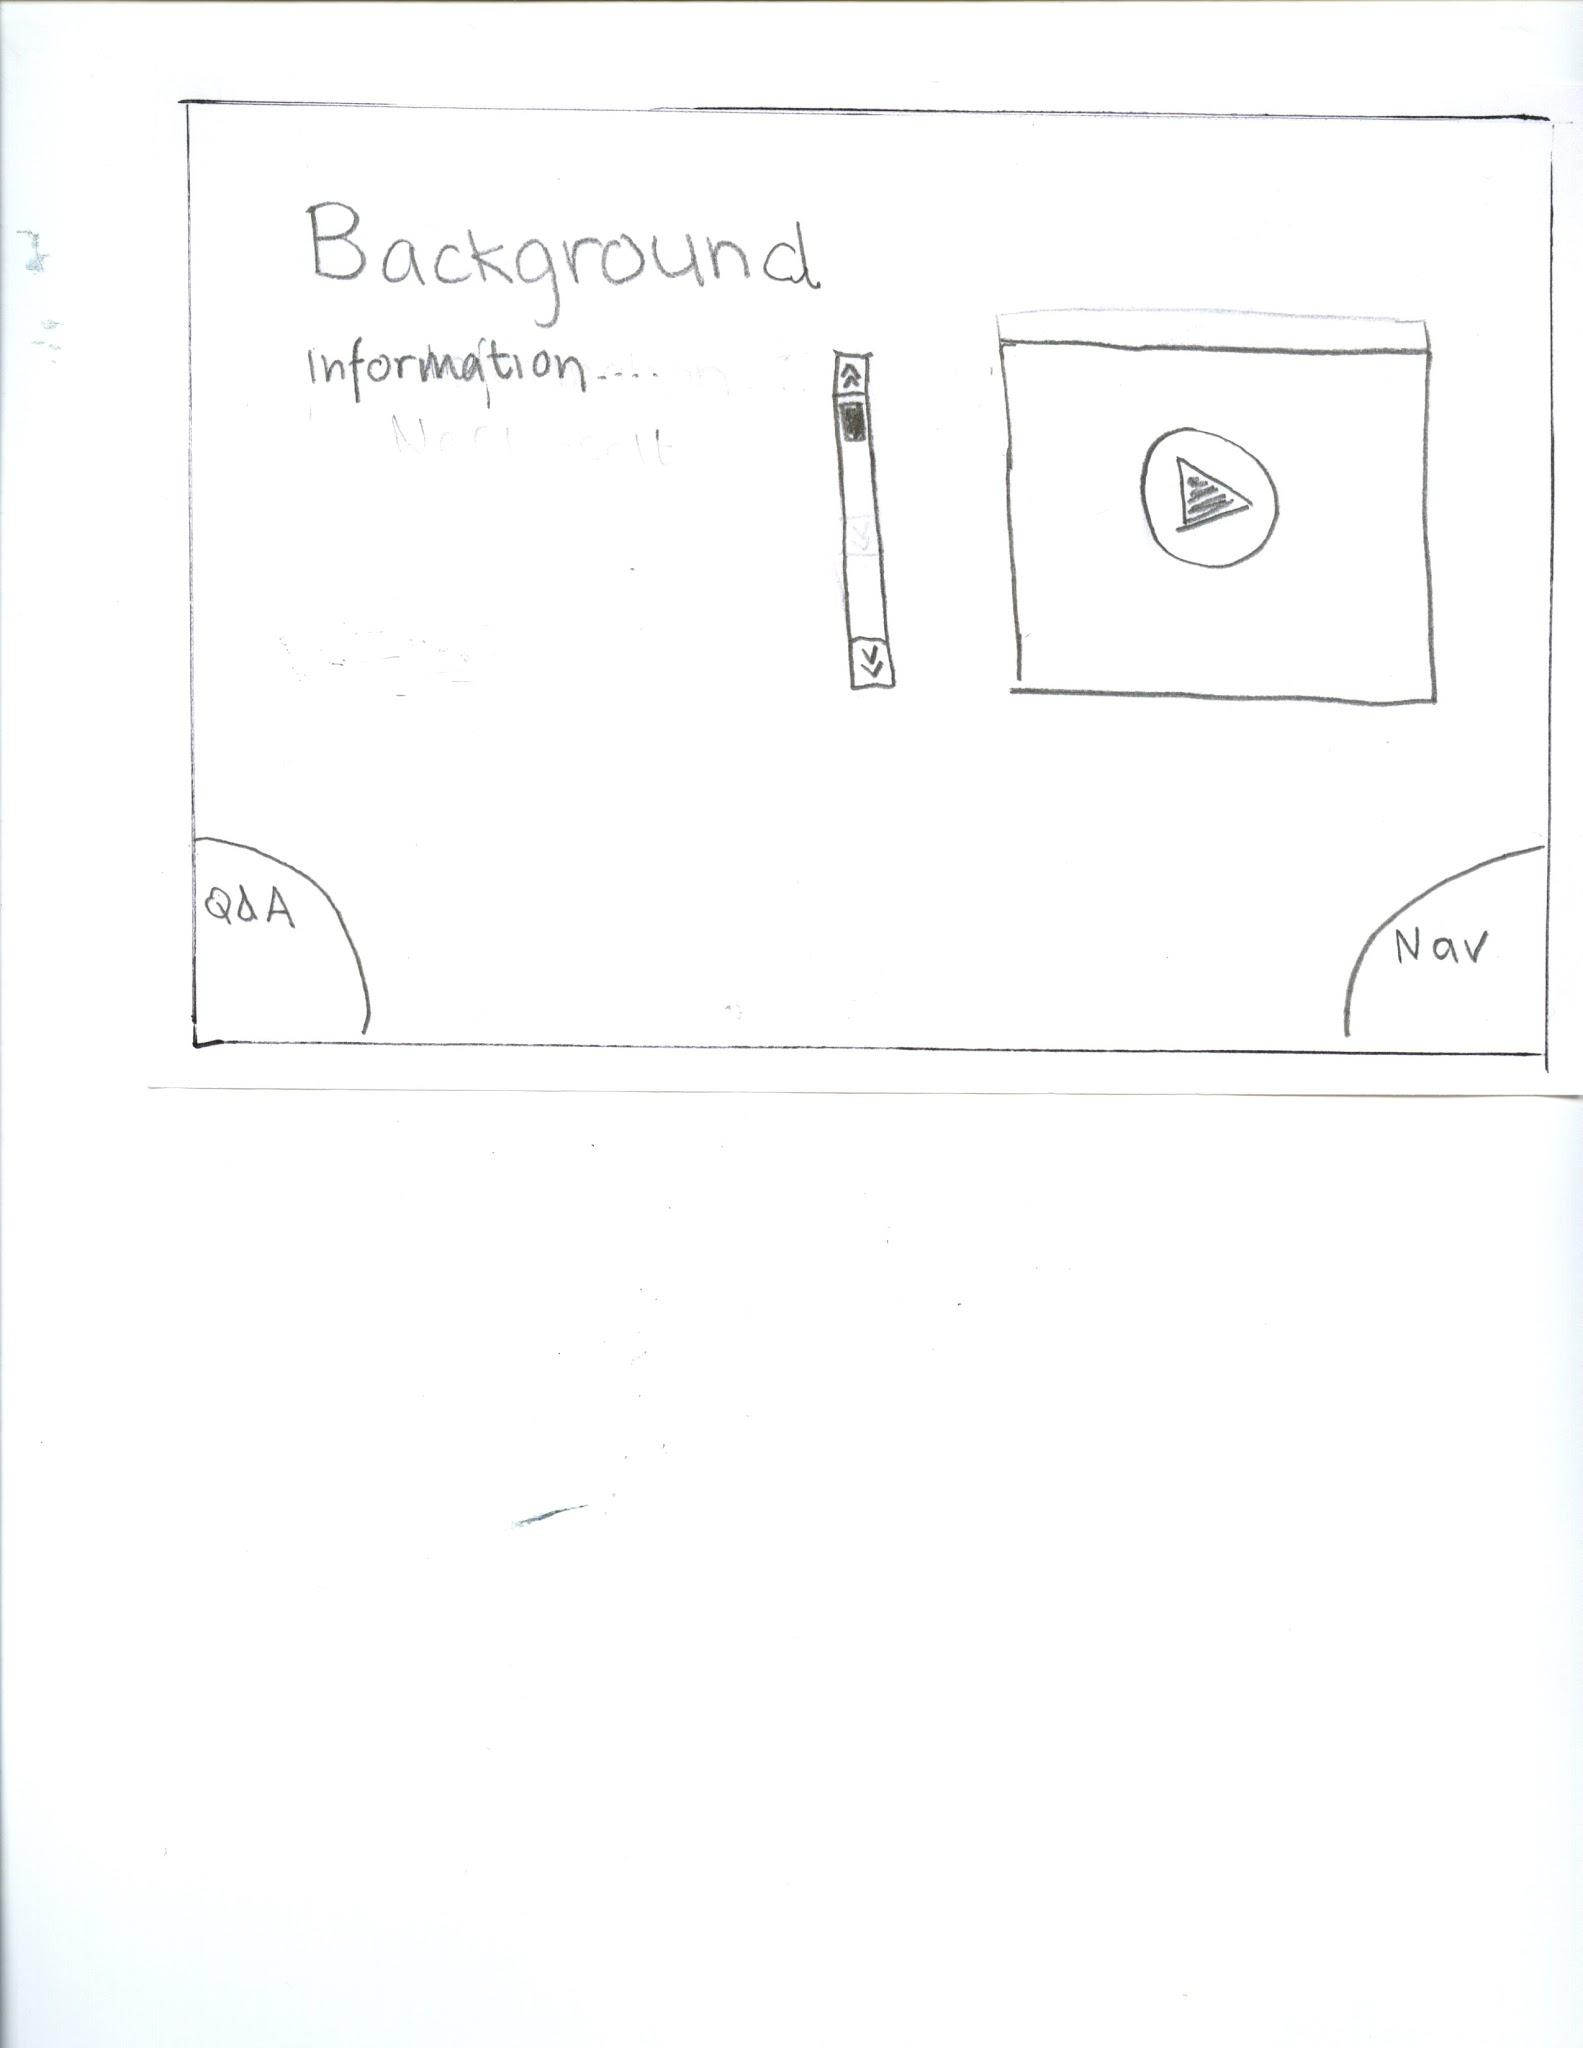 Background
Information.....
Q&A
Nav